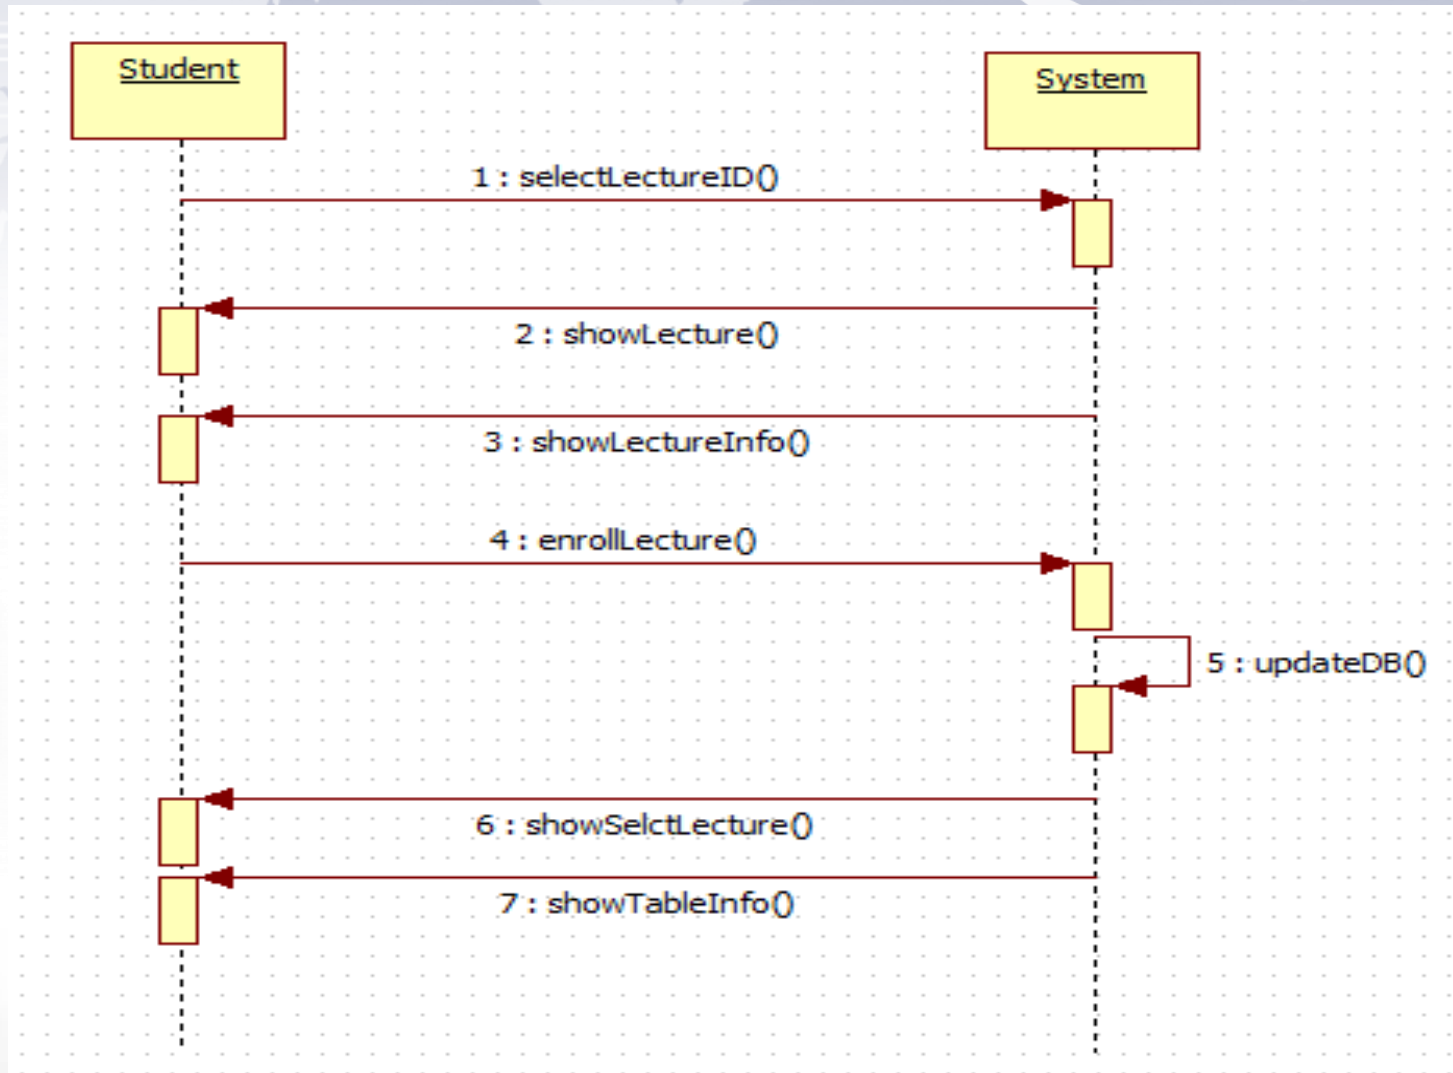 Student
System
1 : selectLectureID()
2 : showLecture()
3 : showLectureInfo()
4 : enrollLecture()
5 : updateDB()
6 : showSelctLecture()
7 : showTableInfo()